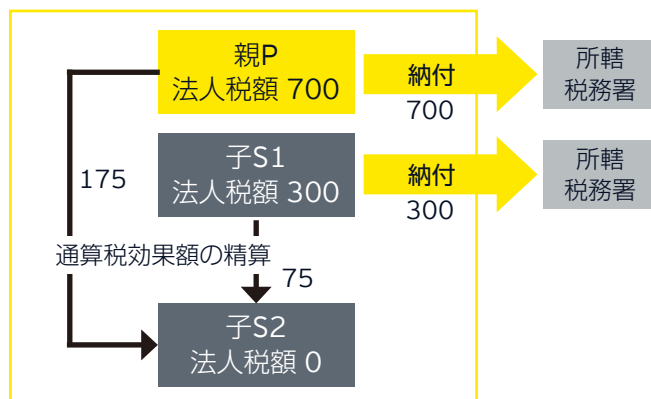 親P
法人税額 700
納付
700
所轄
税務署
子S1
法人税額 300
納付
300
所轄
税務署
175
通算税効果額の精算
75
子S2
法人税額 0